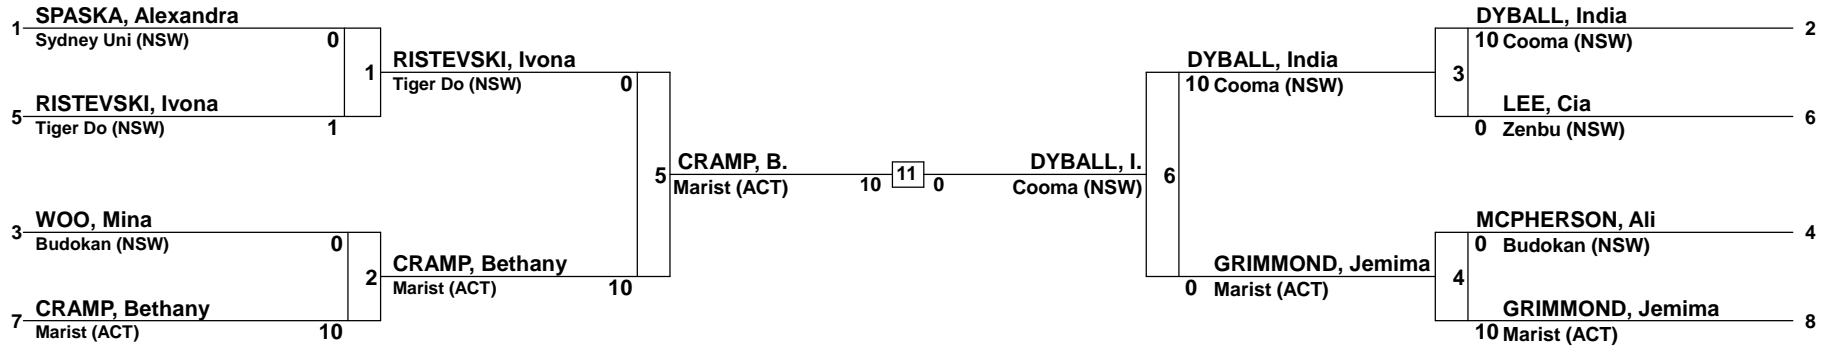 SPASKA, Alexandra
1
Sydney Uni (NSW)
0
1
RISTEVSKI, Ivona
5
Tiger Do (NSW)
1
RISTEVSKI, Ivona
Tiger Do (NSW)
0
WOO, Mina
3
Budokan (NSW)
0
2
CRAMP, Bethany
7
Marist (ACT)
10
CRAMP, Bethany
Marist (ACT)
10
5
CRAMP, B.
Marist (ACT)
10
11
0
DYBALL, I.
Cooma (NSW)
6
DYBALL, India
10 Cooma (NSW)
3
DYBALL, India
2
10 Cooma (NSW)
LEE, Cia
6
0 Zenbu (NSW)
GRIMMOND, Jemima
0 Marist (ACT)
4
MCPHERSON, Ali
4
0 Budokan (NSW)
GRIMMOND, Jemima
8
10 Marist (ACT)